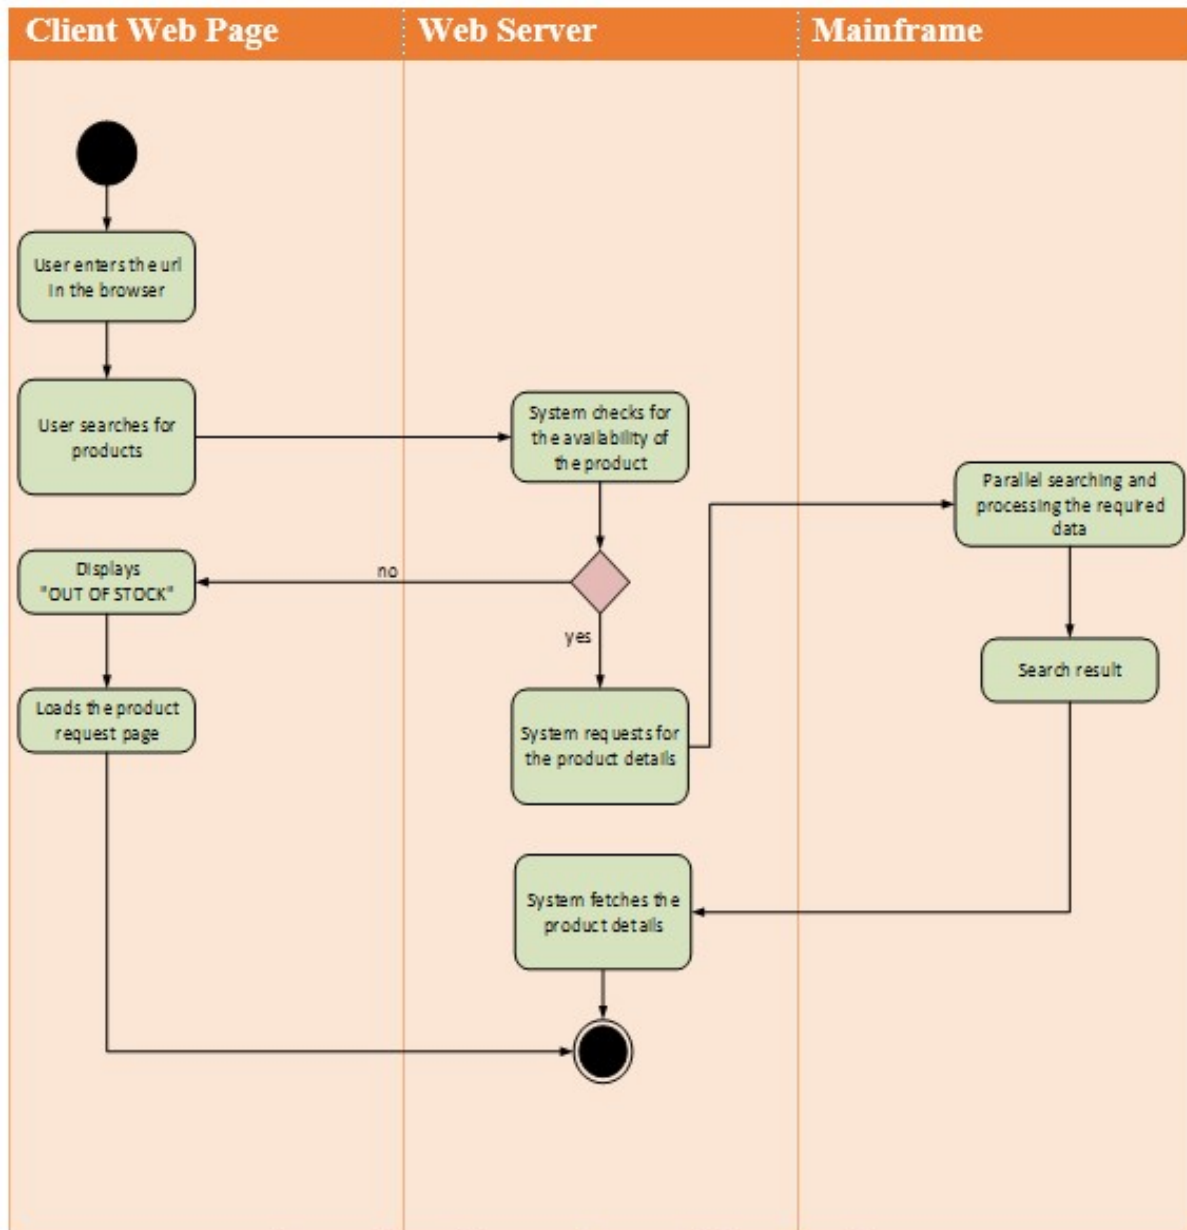 Client Web Page
Web Server
Mainframe
User enters the url
in the browser
User searches for
products
System checks for
the availability of
the product
Parallel searching and
processing the required
data
no
Displays
"OUT OF STOCK"
yes
Search result
Loads the product
request page
System requests for
the product details
System fetches the
product details